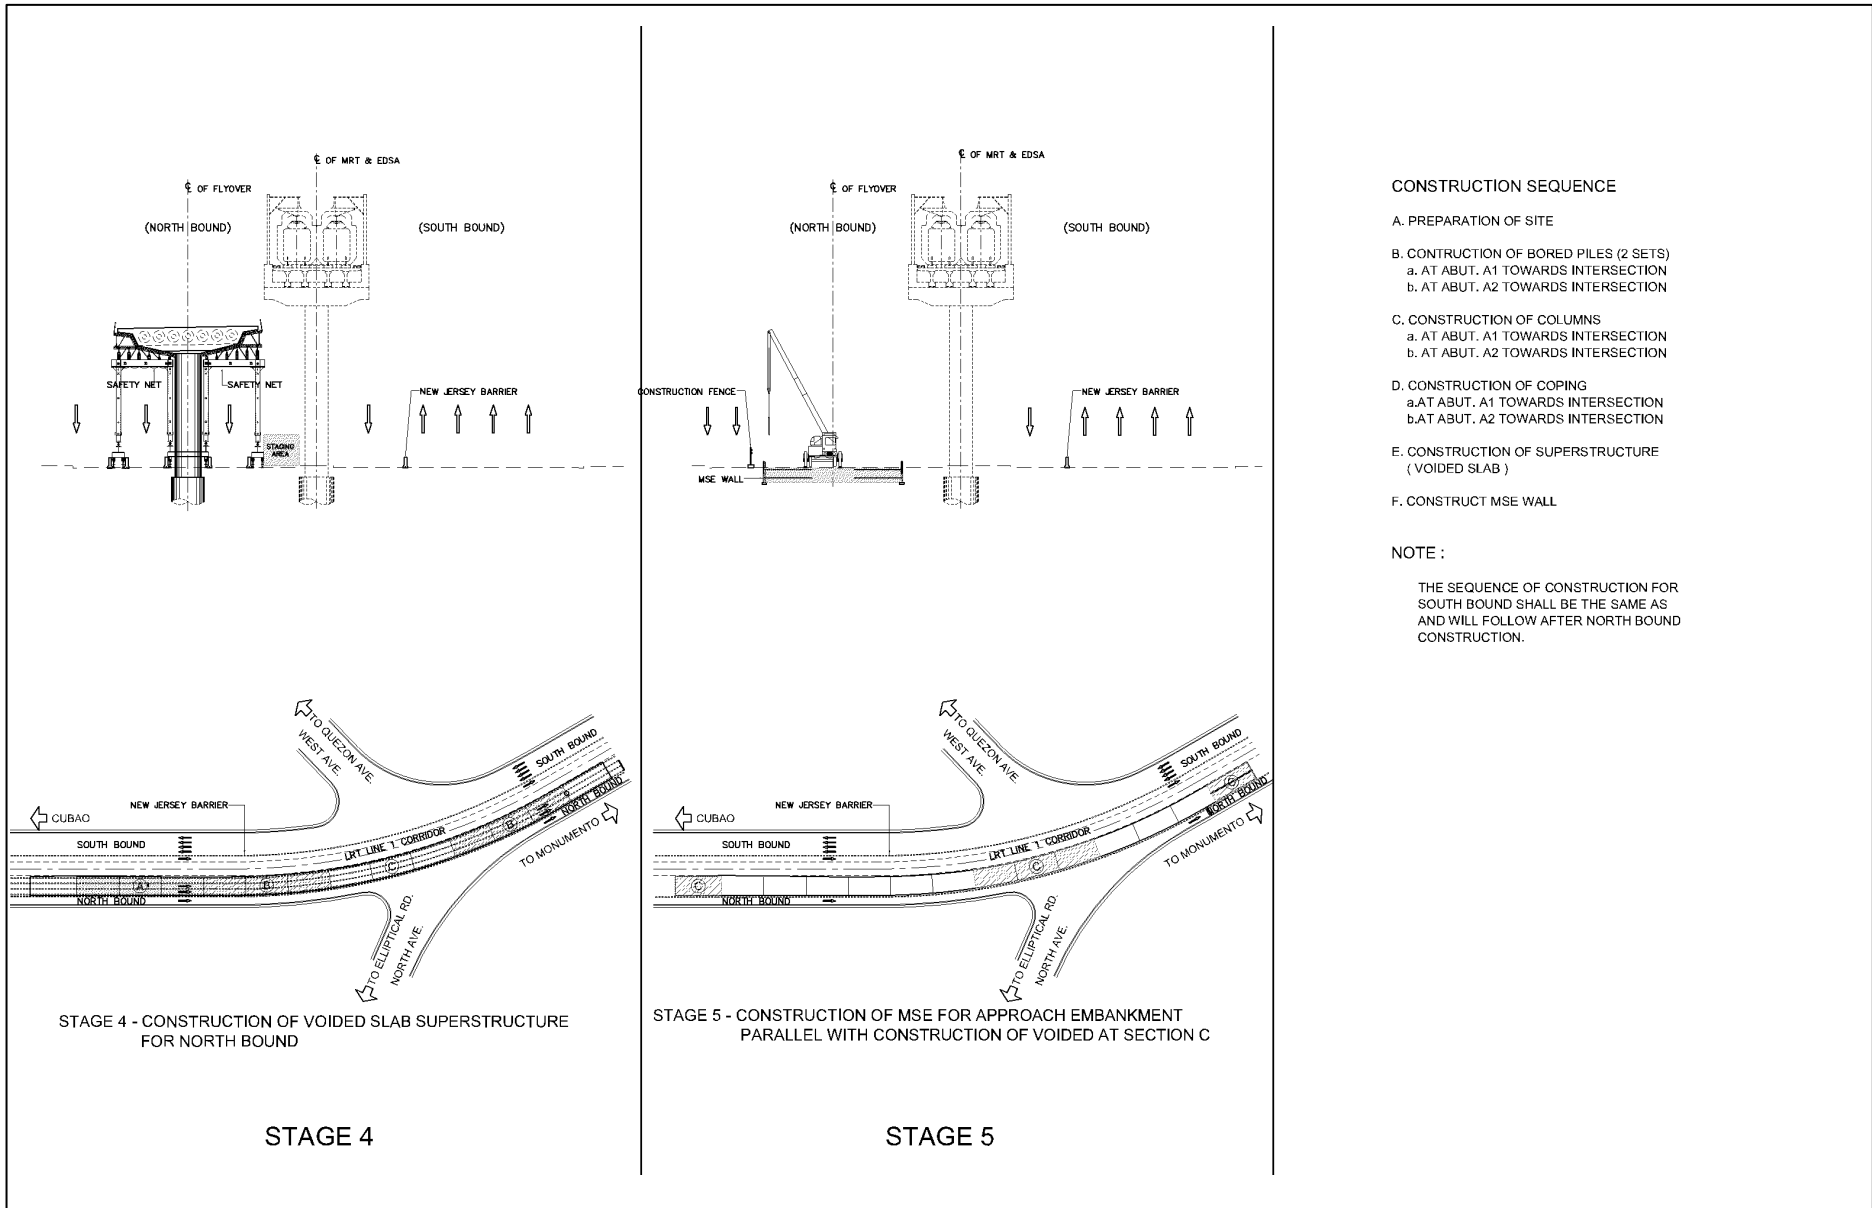 ℄ OF MRT & EDSA
℄ OF FLYOVER
(NORTH BOUND)
(SOUTH BOUND)
SAFETY NET
SAFETY NET
NEW JERSEY BARRIER
STAGING
AREA
TO QUEZON AVE.
WEST AVE.
SOUTH BOUND
NEW JERSEY BARRIER
CUBAO
SOUTH BOUND
LRT LINE 1 CORRIDOR
B
NORTH BOUND
TO MONUMENTO
C
A
B
NORTH BOUND
TO ELLIPTICAL RD.
NORTH AVE.
STAGE 4 - CONSTRUCTION OF VOIDED SLAB SUPERSTRUCTURE
FOR NORTH BOUND
STAGE 4
℄ OF MRT & EDSA
℄ OF FLYOVER
(NORTH BOUND)
(SOUTH BOUND)
CONSTRUCTION FENCE
NEW JERSEY BARRIER
MSE WALL
TO QUEZON AVE.
WEST AVE.
SOUTH BOUND
NEW JERSEY BARRIER
CUBAO
SOUTH BOUND
LRT LINE 1 CORRIDOR
C
NORTH BOUND
TO MONUMENTO
C
C
NORTH BOUND
TO ELLIPTICAL RD.
NORTH AVE.
STAGE 5 - CONSTRUCTION OF MSE FOR APPROACH EMBANKMENT
PARALLEL WITH CONSTRUCTION OF VOIDED AT SECTION C
STAGE 5
CONSTRUCTION SEQUENCE
A. PREPARATION OF SITE
B. CONTRUCTION OF BORED PILES (2 SETS)
a. AT ABUT. A1 TOWARDS INTERSECTION
b. AT ABUT. A2 TOWARDS INTERSECTION
C. CONSTRUCTION OF COLUMNS
a. AT ABUT. A1 TOWARDS INTERSECTION
b. AT ABUT. A2 TOWARDS INTERSECTION
D. CONSTRUCTION OF COPING
a.AT ABUT. A1 TOWARDS INTERSECTION
b.AT ABUT. A2 TOWARDS INTERSECTION
E. CONSTRUCTION OF SUPERSTRUCTURE
( VOIDED SLAB )
F. CONSTRUCT MSE WALL
NOTE :
THE SEQUENCE OF CONSTRUCTION FOR
SOUTH BOUND SHALL BE THE SAME AS
AND WILL FOLLOW AFTER NORTH BOUND
CONSTRUCTION.